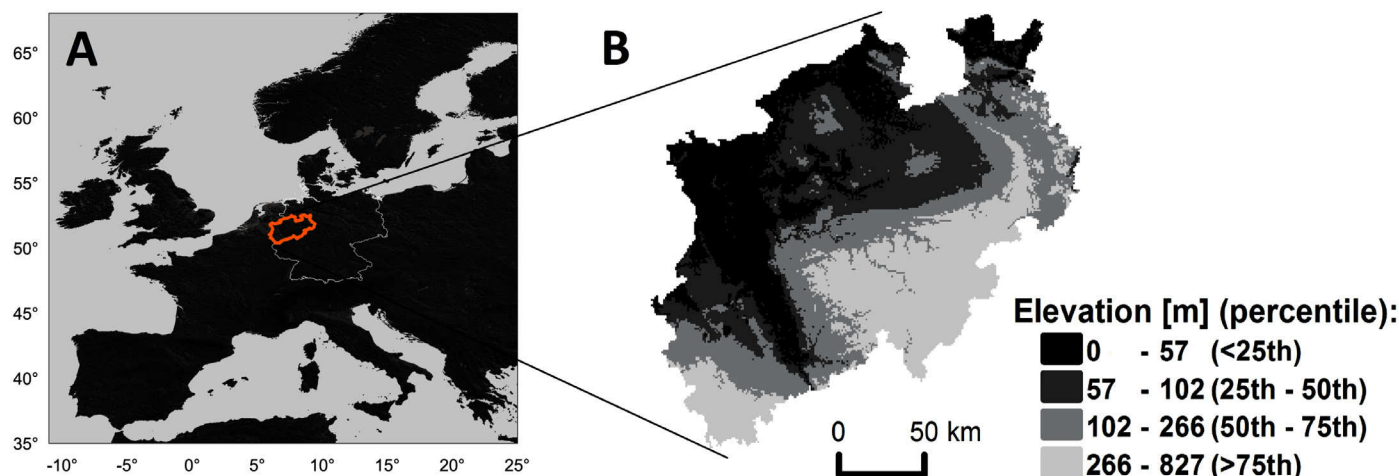 A
B
65°
60°
55°
50°
45°
40°
35°
-10° -5° 0° 5° 10° 15° 20° 25°
0 50 km
Elevation [m] (percentile):
0 - 57 (<25th)
57 - 102 (25th - 50th)
102 - 266 (50th - 75th)
266 - 827 (>75th)